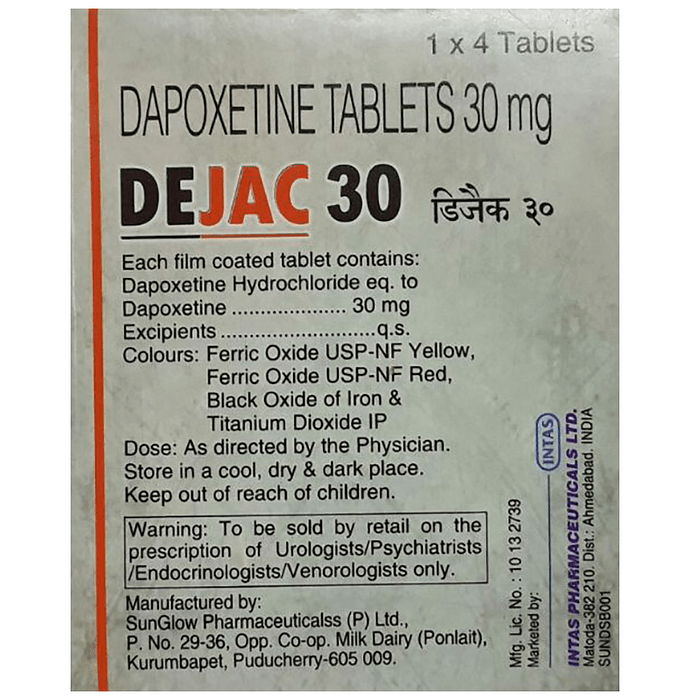 1 x 4 Tablets
DAPOXETINE TABLETS 30 mg
DEJAC 30 डिजैक ३०
Each film coated tablet contains:
Dapoxetine Hydrochloride eq. to
Dapoxetine .................... 30 mg
Excipients ...........................q.s.
Colours: Ferric Oxide USP-NF Yellow,
Ferric Oxide USP-NF Red,
Black Oxide of Iron &
Titanium Dioxide IP
Dose: As directed by the Physician.
Store in a cool, dry & dark place.
Keep out of reach of children.
Warning: To be sold by retail on the
prescription of Urologists/Psychiatrists
/Endocrinologists/Venorologists only.
Manufactured by:
SunGlow Pharmaceuticalss (P) Ltd.,
P. No. 29-36, Opp. Co-op. Milk Dairy (Ponlait),
Kurumbapet, Puducherry-605 009.
Mfg. Lic. No. : 10 13 2739
Marketed by:
INTAS
INTAS PHARMACEUTICALS LTD.
Matoda-382 210. Dist.: Ahmedabad. INDIA
SUNDSB001